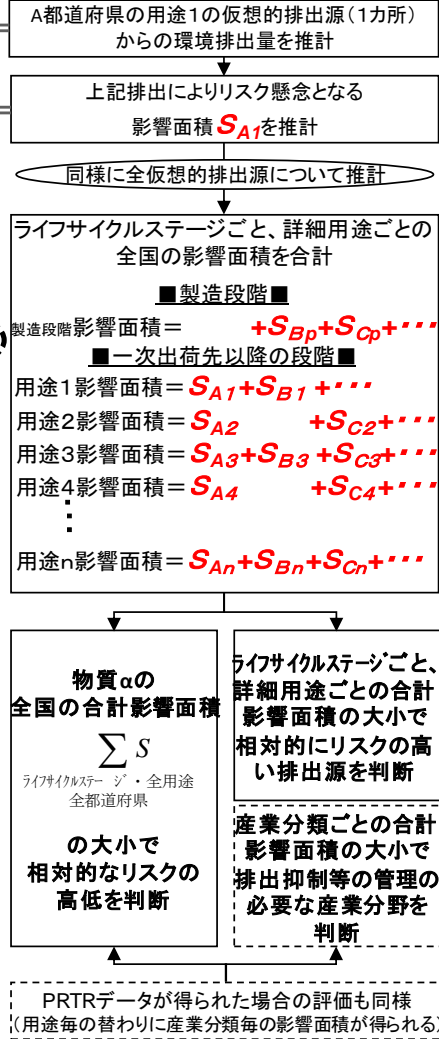 A都道府県の用途1の仮想的排出源(1カ所)
からの環境排出量を推計
上記排出によりリスク懸念となる
影響面積SA1を推計
同様に全仮想的排出源について推計
ライフサイクルステージごと、詳細用途ごとの
全国の影響面積を合計
■製造段階■
製造段階影響面積= +SBp+SCp+・・・
■一次出荷先以降の段階■
用途1影響面積=SA1+SB1+・・・
用途2影響面積=SA2 +SC2+・・・
用途3影響面積=SA3+SB3+SC3+・・・
用途4影響面積=SA4 +SC4+・・・
⋮
用途n影響面積=SAn+SBn+SCn+・・・
物質αの
全国の合計影響面積
∑S
ライフサイクルステージ・全用途
全都道府県
の大小で
相対的なリスクの
高低を判断
ライフサイクルステージごと、
詳細用途ごとの合計
影響面積の大小で
相対的にリスクの高
い排出源を判断
産業分類ごとの合計
影響面積の大小で
排出抑制等の管理の
必要な産業分野を
判断
PRTRデータが得られた場合の評価も同様
(用途毎の替わりに産業分類毎の影響面積が得られる)